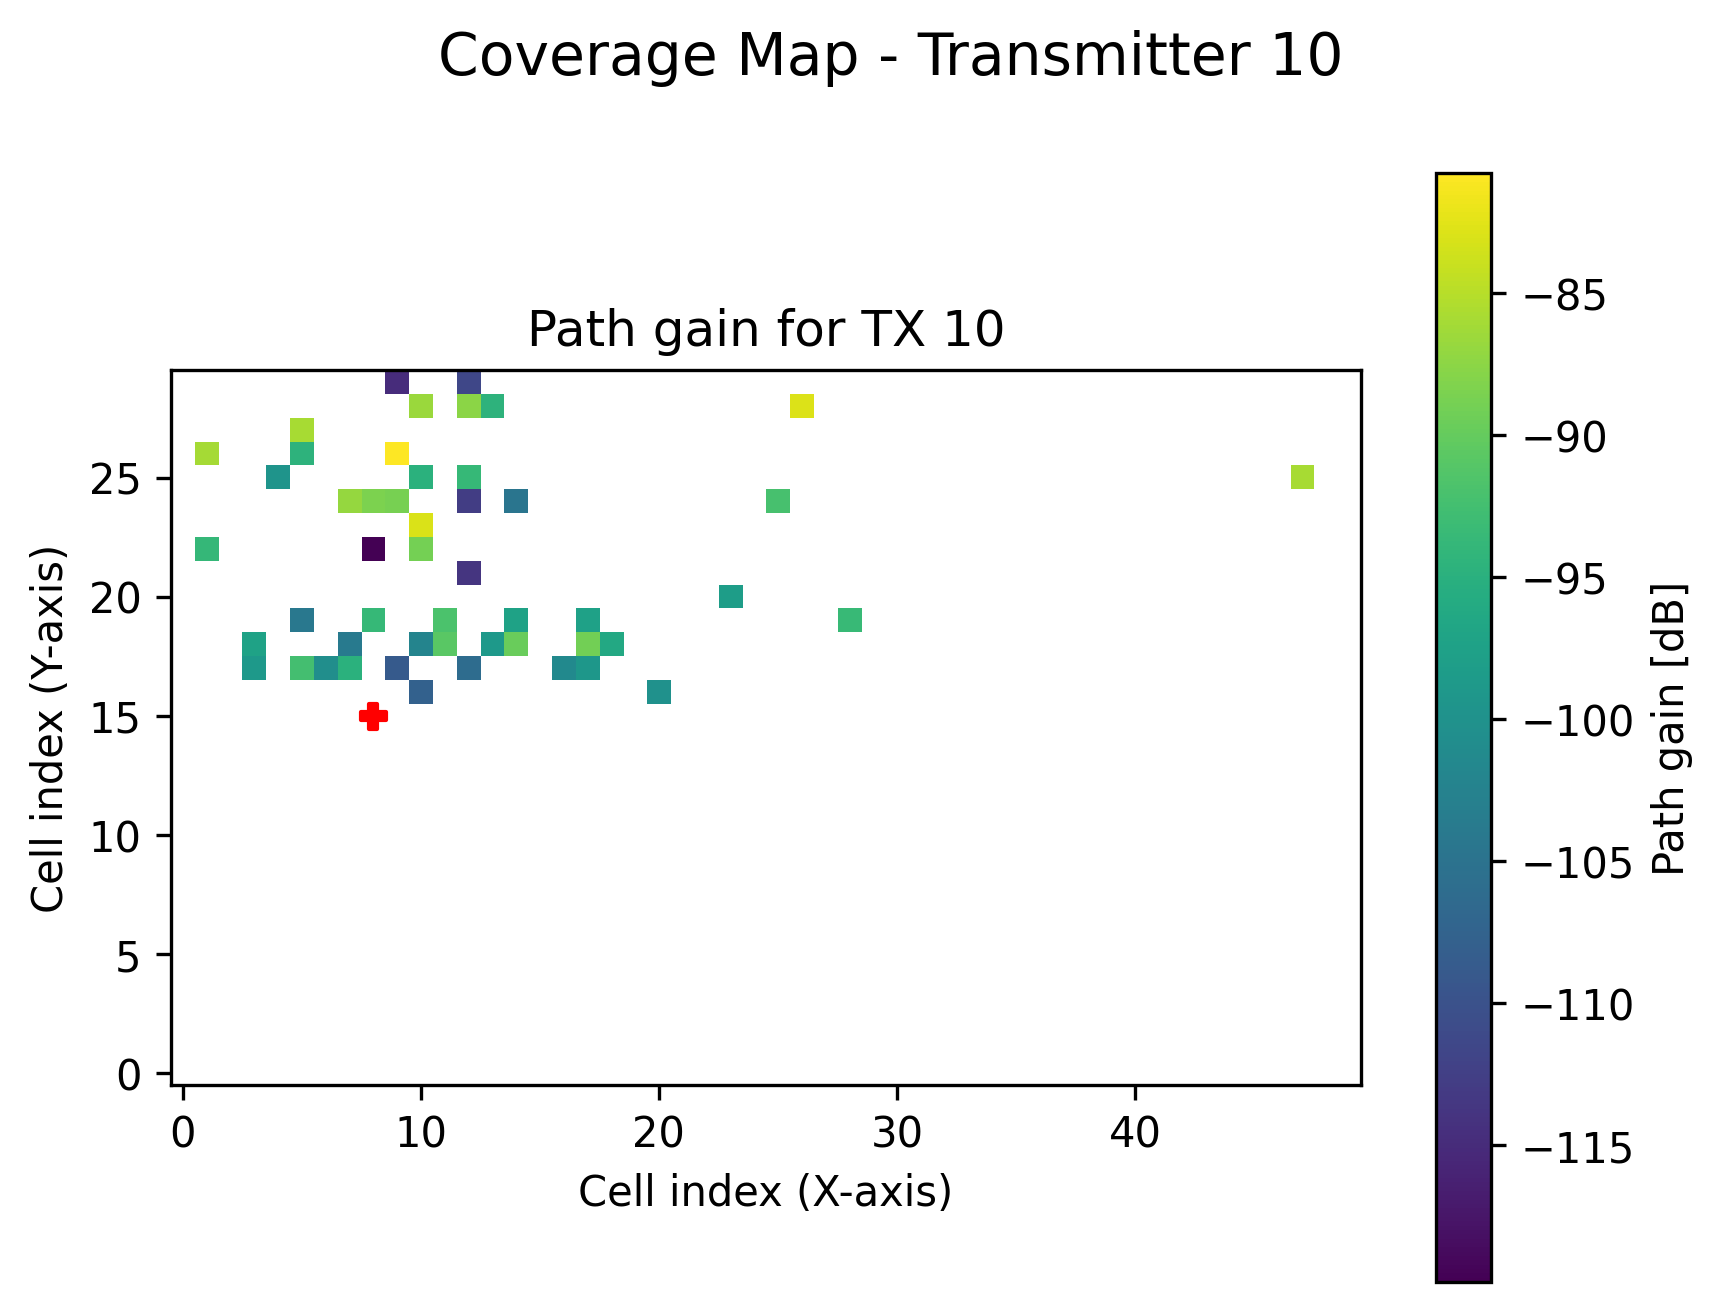 Coverage Map - Transmitter 10
Path gain for TX 10
Cell index (Y-axis)
25
20
15
10
5
0
0 10 20 30 40
Cell index (X-axis)
−85
−90
−95
−100
−105
−110
−115
Path gain [dB]